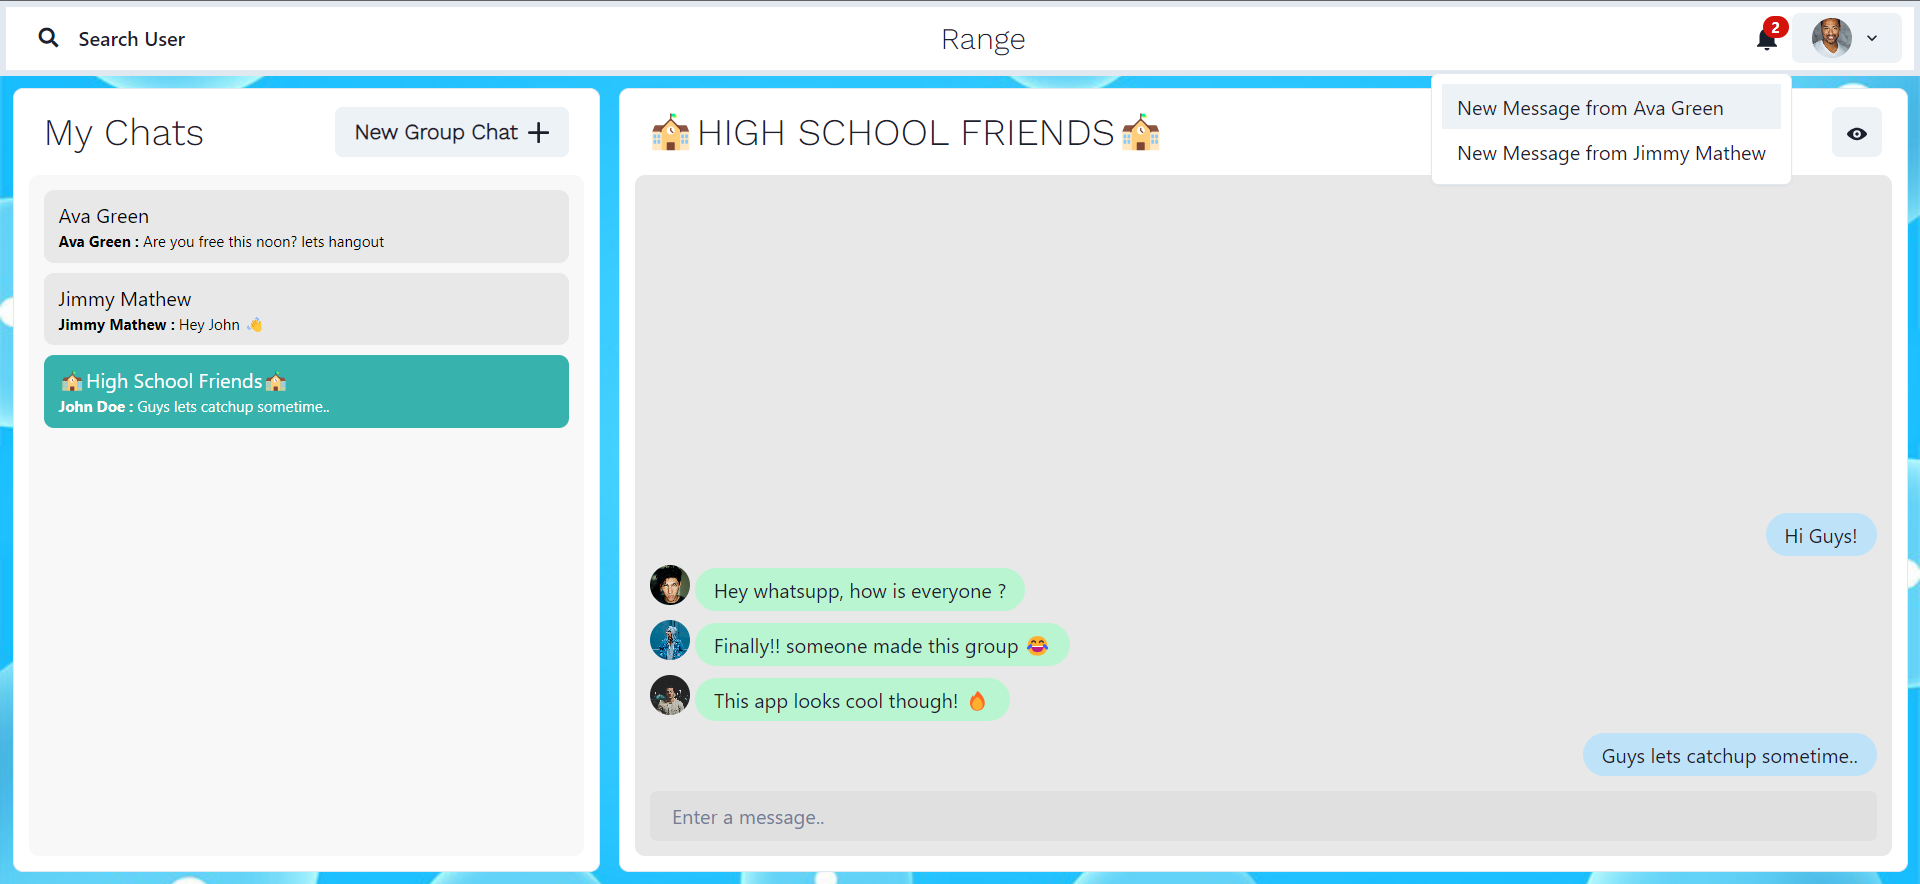 Search User
Range
2
New Message from Ava Green
New Message from Jimmy Mathew
My Chats
New Group Chat +
Ava Green
Ava Green : Are you free this noon? lets hangout
Jimmy Mathew
Jimmy Mathew : Hey John 👋
🏫High School Friends🏫
John Doe : Guys lets catchup sometime..
🏫HIGH SCHOOL FRIENDS🏫
Hi Guys!
Hey whatsupp, how is everyone ?
Finally!! someone made this group 😂
This app looks cool though! 🔥
Guys lets catchup sometime..
Enter a message..